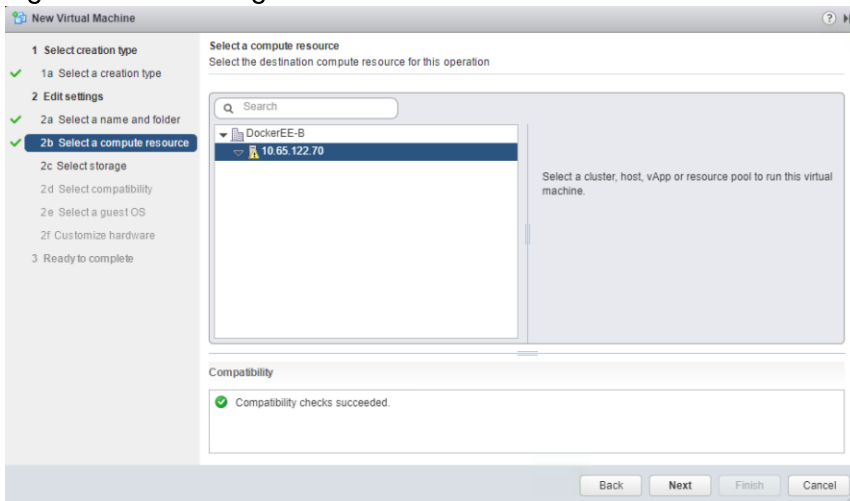 New Virtual Machine
1 Select creation type
1a Select a creation type
2 Edit settings
2a Select a name and folder
2b Select a compute resource
2c Select storage
2d Select compatibility
2e Select a guest OS
2f Customize hardware
3 Ready to complete
Select a compute resource
Select the destination compute resource for this operation
Search
DockerEE-B
10.65.122.70
Select a cluster, host, vApp or resource pool to run this virtual
machine.
Compatibility
Compatibility checks succeeded.
Back Next Finish Cancel